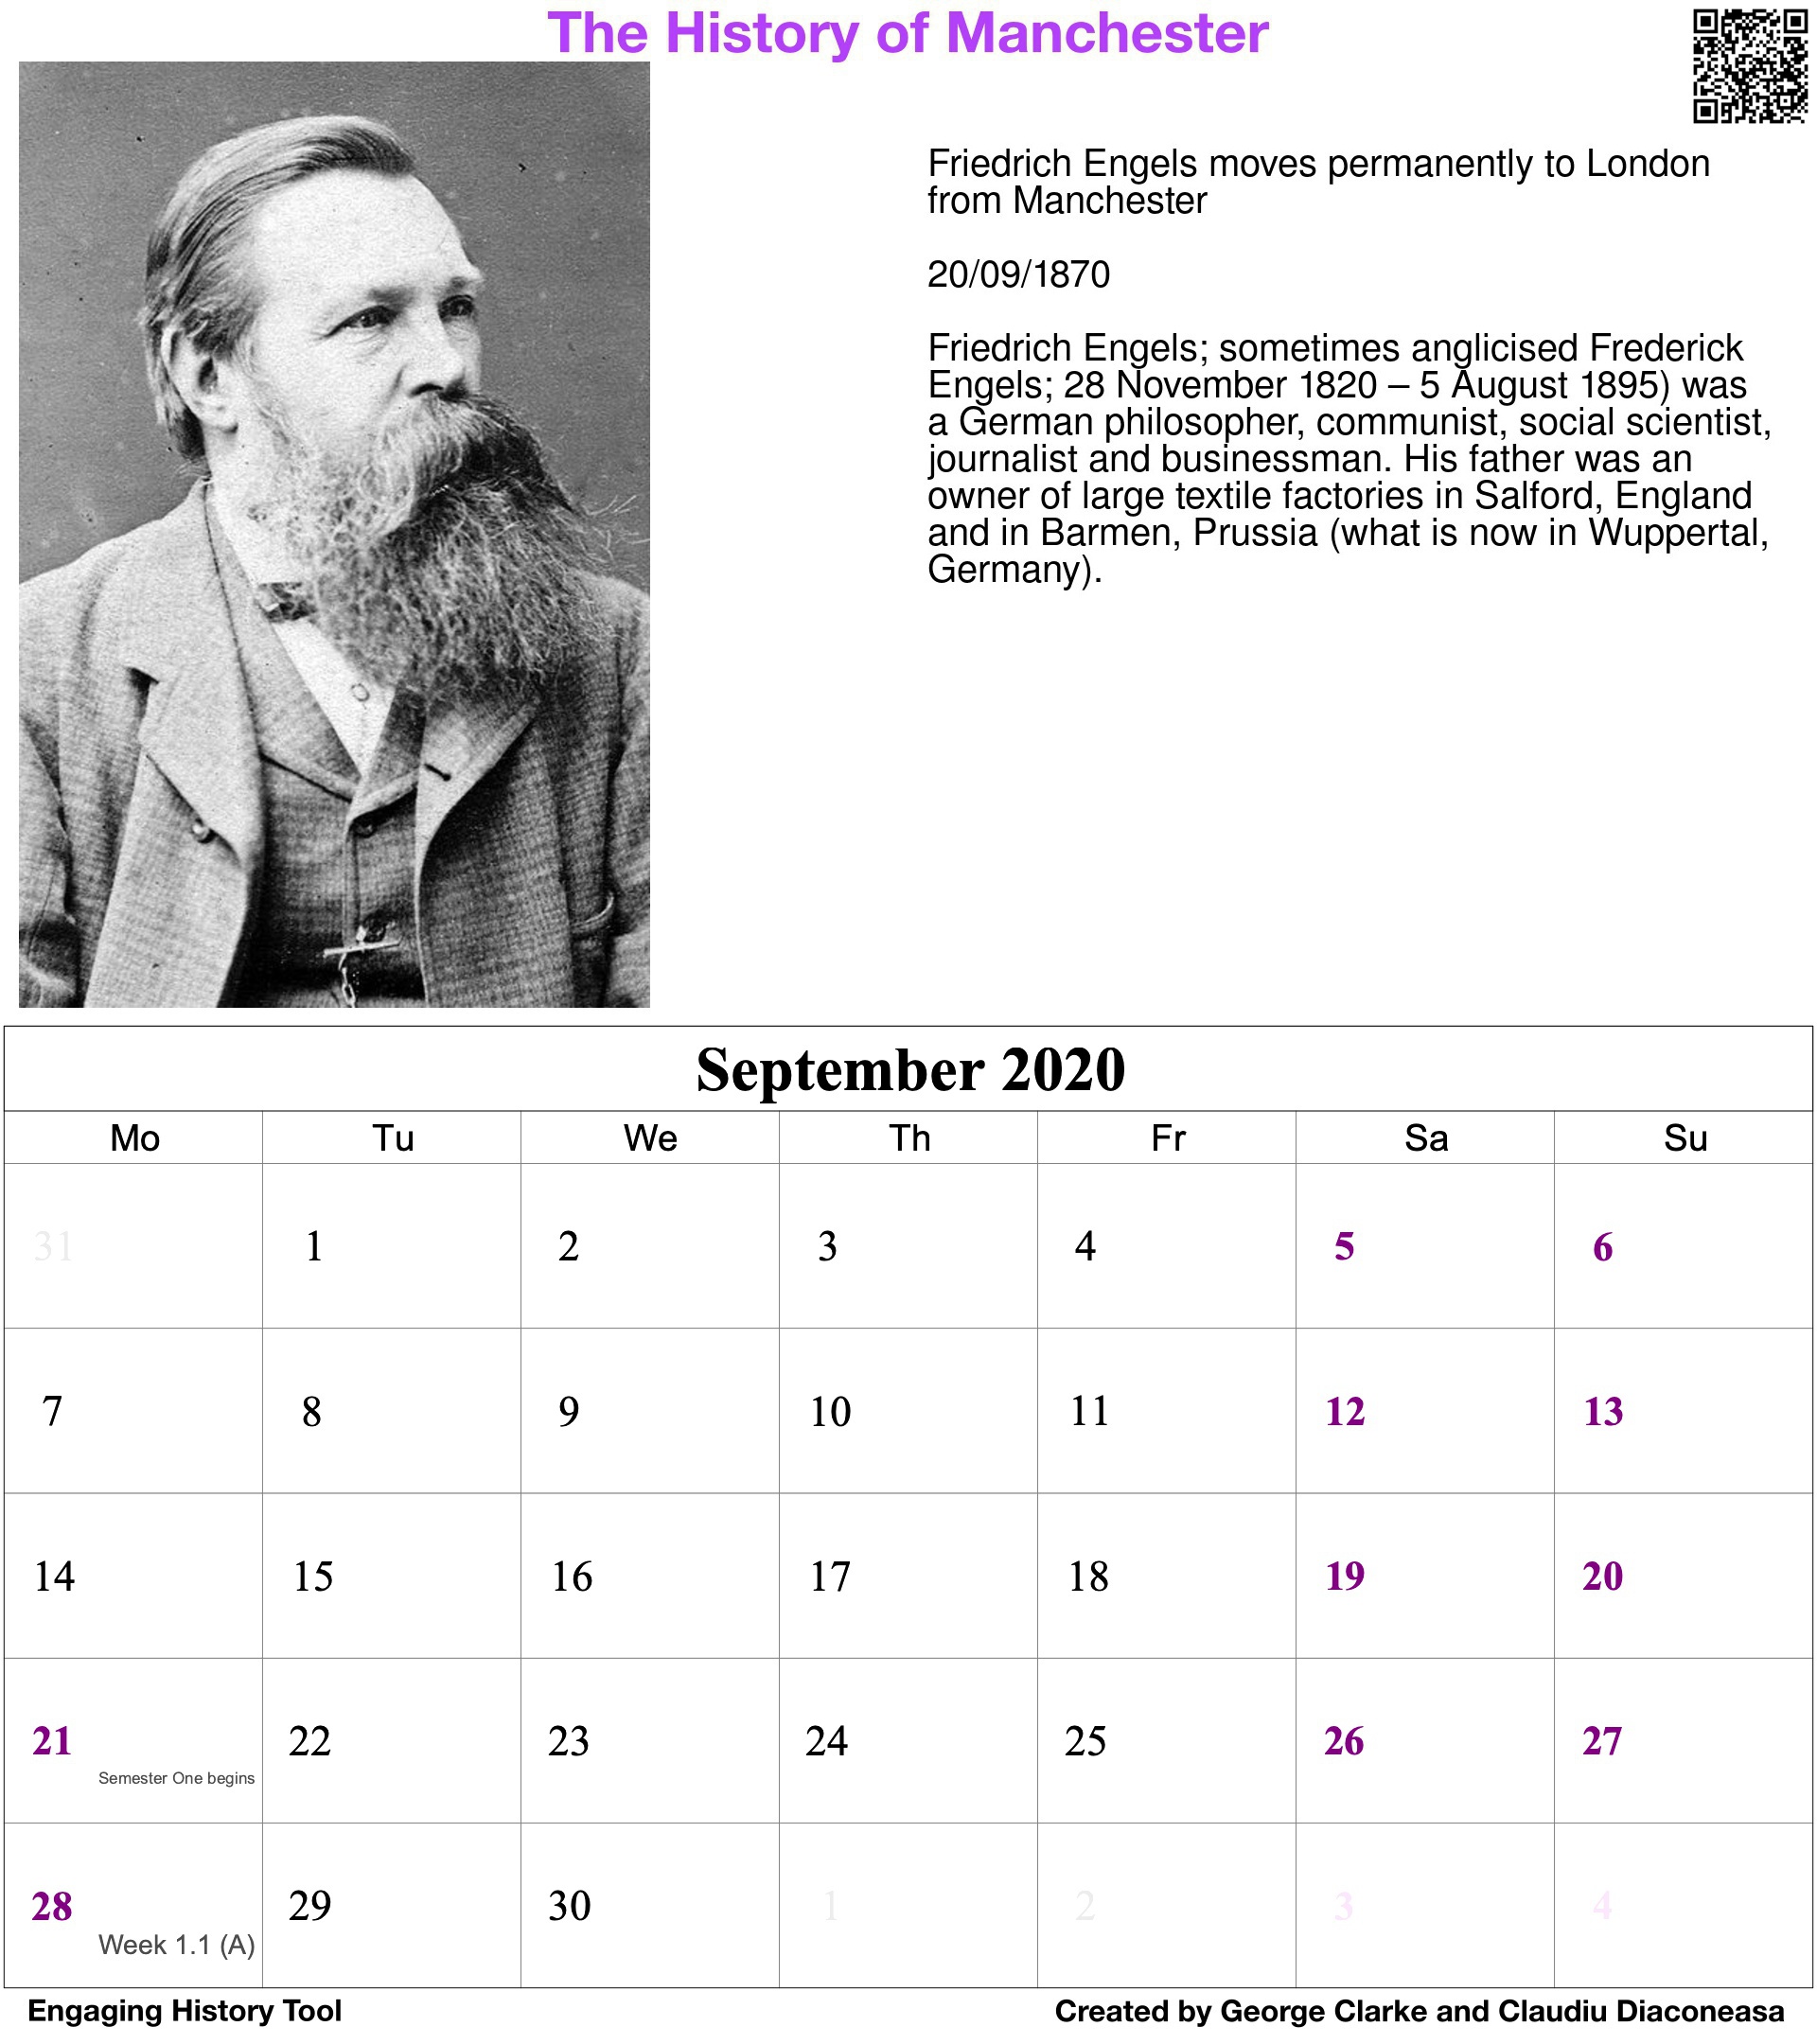 The History of Manchester
Friedrich Engels moves permanently to London
from Manchester
20/09/1870
Friedrich Engels; sometimes anglicised Frederick
Engels; 28 November 1820 – 5 August 1895) was
a German philosopher, communist, social scientist,
journalist and businessman. His father was an
owner of large textile factories in Salford, England
and in Barmen, Prussia (what is now in Wuppertal,
Germany).
September 2020
Mo Tu We Th Fr Sa Su
31 1 2 3 4 5 6
7 8 9 10 11 12 13
14 15 16 17 18 19 20
21 22 23 24 25 26 27
Semester One begins
28 29 30 1 2 3 4
Week 1.1 (A)
Engaging History Tool
Created by George Clarke and Claudiu Diaconeasa